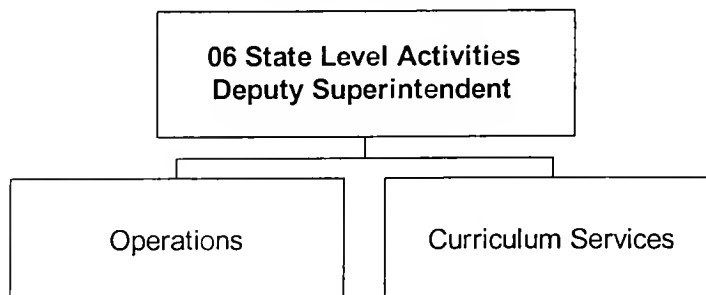 06 State Level Activities
Deputy Superintendent
Operations
Curriculum Services